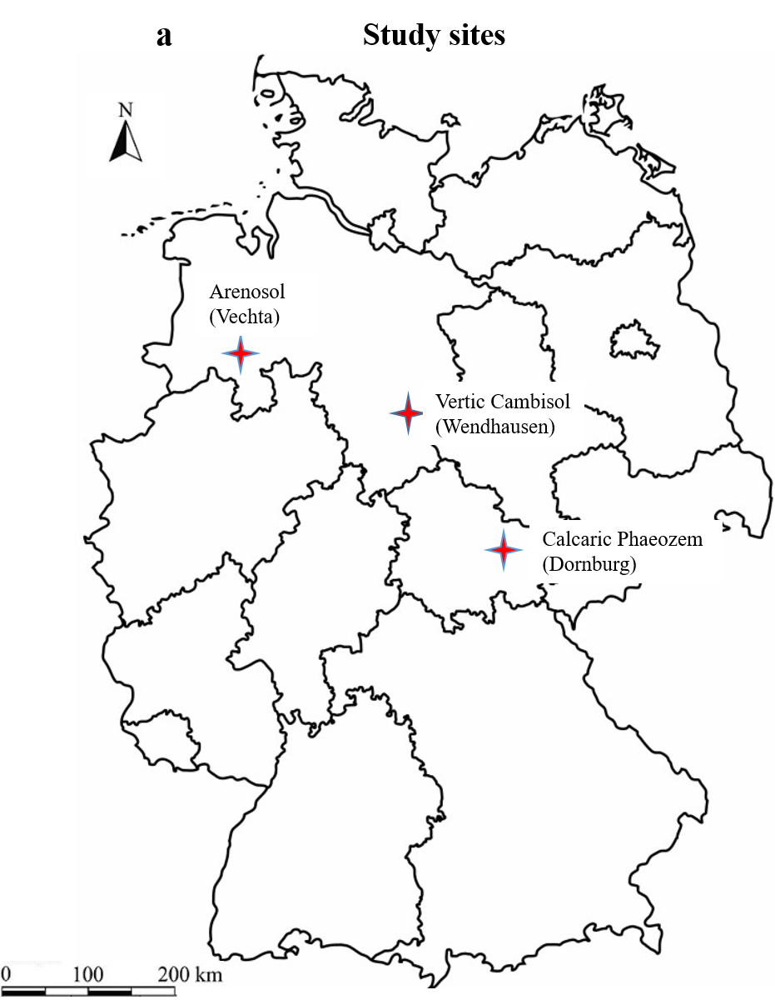 a Study sites
N
Arenosol
(Vechta)
Vertic Cambisol
(Wendhausen)
Calcaric Phaeozem
(Dornburg)
0 100 200 km